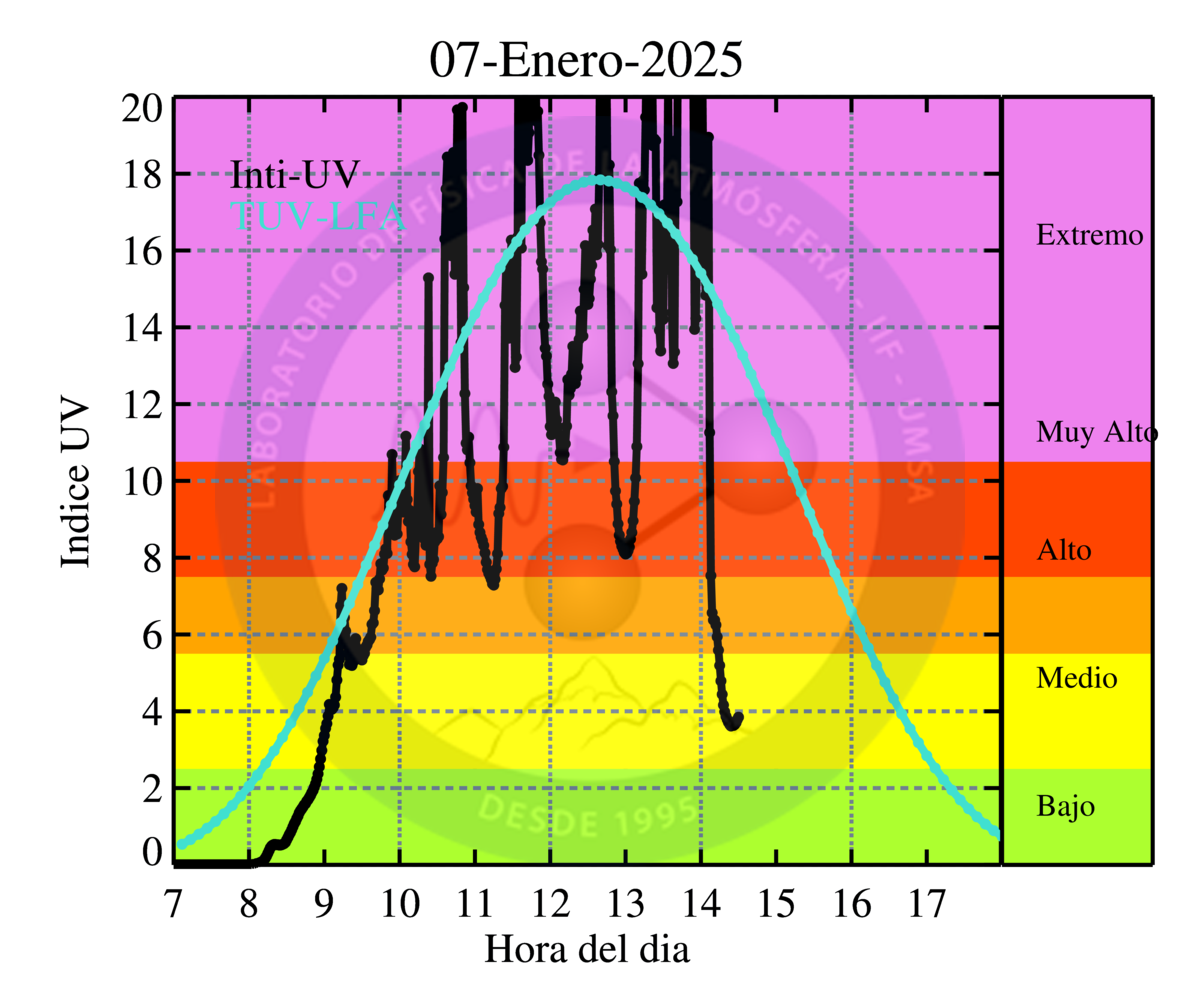 07-Enero-2025
Inti-UV
TUV-LFA
LABORATORIO DE FÍSICA DE LA ATMÓSFERA - IIF - UMSA
DESDE 1995
20
18
16
14
12
10
8
6
4
2
0
Indice UV
7 8 9 10 11 12 13 14 15 16 17
Hora del dia
Extremo
Muy Alto
Alto
Medio
Bajo